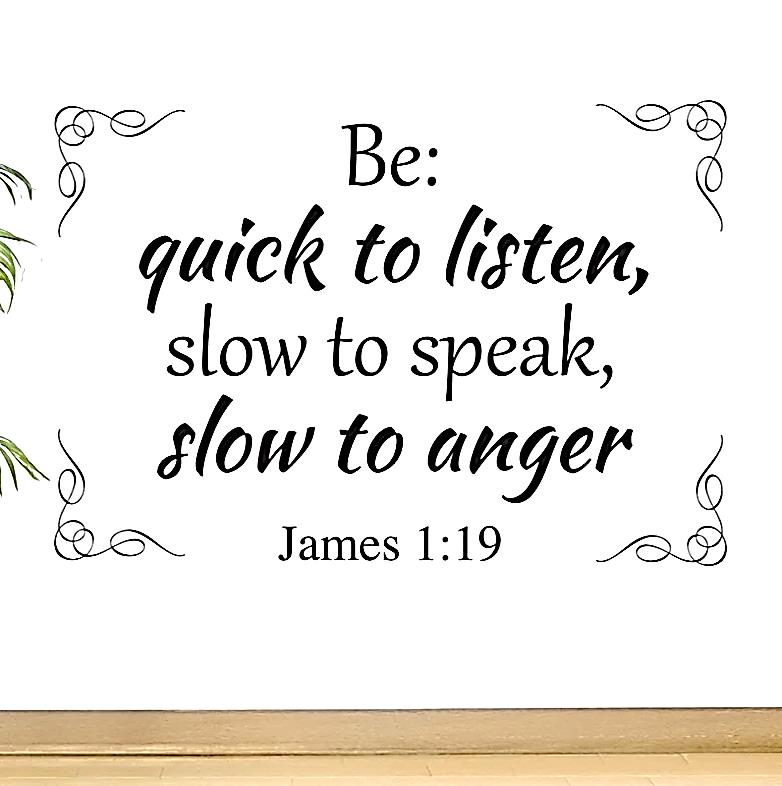 Be:
quick to listen,
slow to speak,
slow to anger
James 1:19